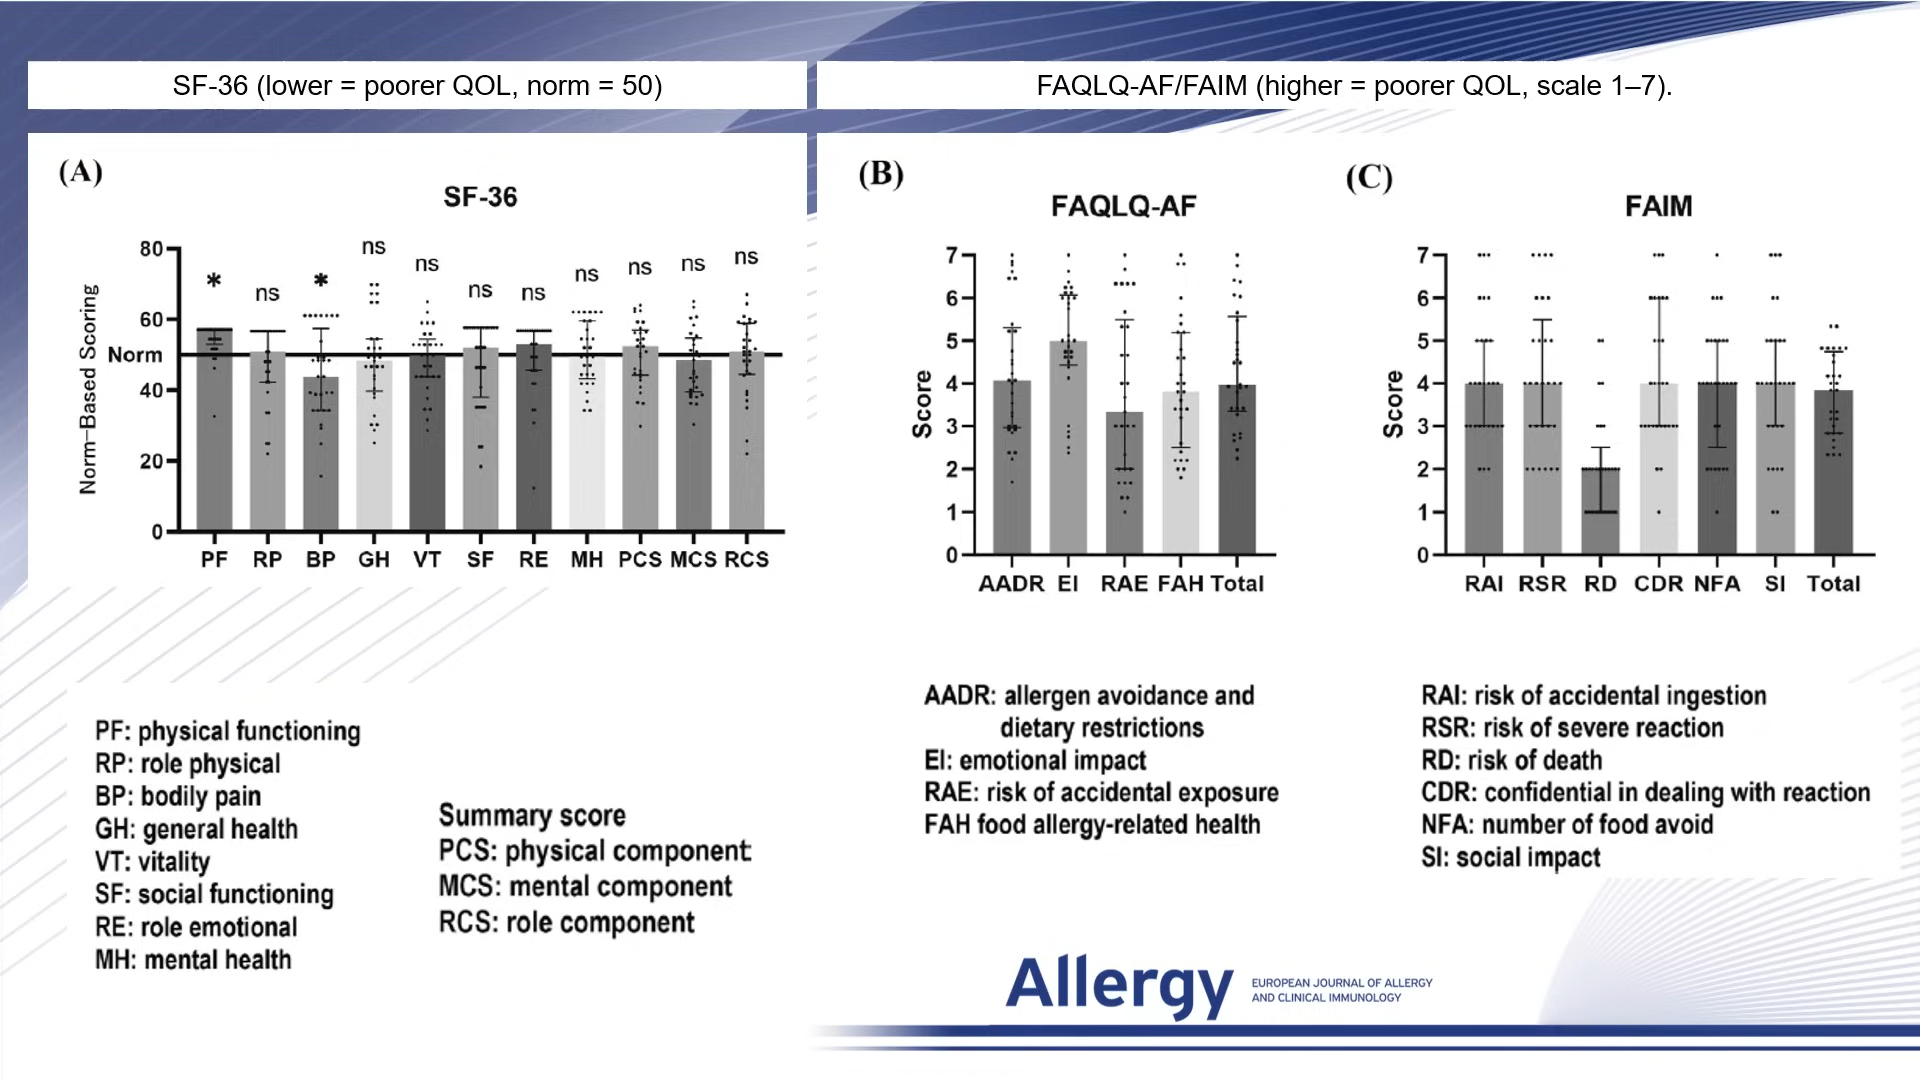 SF-36 (lower = poorer QOL, norm = 50)
FAQLQ-AF/FAIM (higher = poorer QOL, scale 1–7).
(A)
SF-36
Norm–Based Scoring
80
60
Norm
40
20
0
* ns * ns ns ns ns ns ns ns ns
PF RP BP GH VT SF RE MH PCS MCS RCS
(B)
FAQLQ-AF
Score
7
6
5
4
3
2
1
0
AADR EI RAE FAH Total
(C)
FAIM
Score
7
6
5
4
3
2
1
0
RAI RSR RD CDR NFA SI Total
PF: physical functioning
RP: role physical
BP: bodily pain
GH: general health
VT: vitality
SF: social functioning
RE: role emotional
MH: mental health
Summary score
PCS: physical component
MCS: mental component
RCS: role component
AADR: allergen avoidance and
dietary restrictions
EI: emotional impact
RAE: risk of accidental exposure
FAH food allergy-related health
RAI: risk of accidental ingestion
RSR: risk of severe reaction
RD: risk of death
CDR: confidential in dealing with reaction
NFA: number of food avoid
SI: social impact
Allergy
EUROPEAN JOURNAL OF ALLERGY
AND CLINICAL IMMUNOLOGY